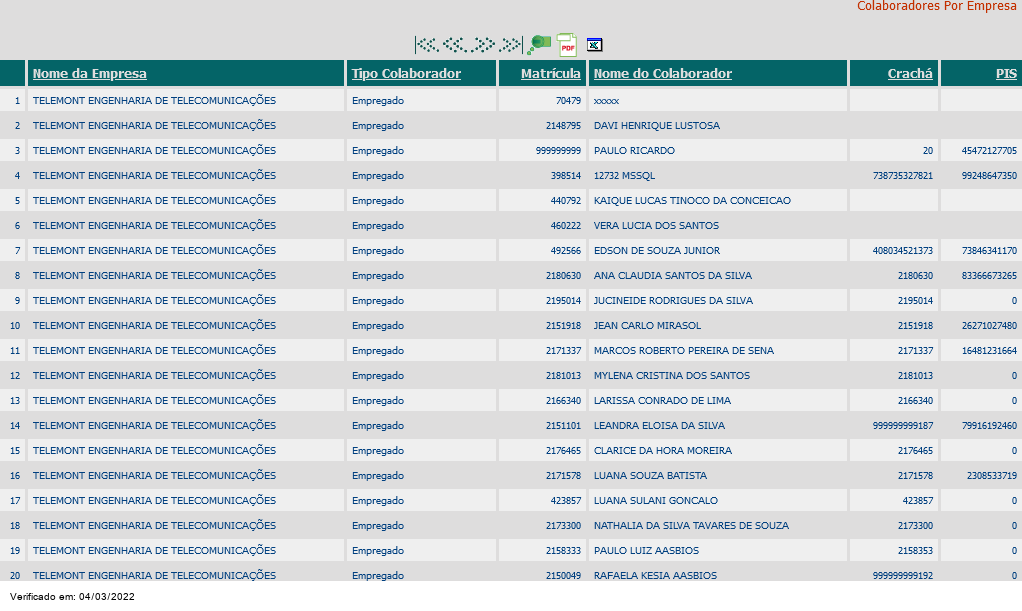 Colaboradores Por Empresa
PDF
Nome da Empresa Tipo Colaborador Matrícula Nome do Colaborador Crachá PIS
1 TELEMONT ENGENHARIA DE TELECOMUNICAÇÕES Empregado 70479 xxxxx
2 TELEMONT ENGENHARIA DE TELECOMUNICAÇÕES Empregado 2148795 DAVI HENRIQUE LUSTOSA
3 TELEMONT ENGENHARIA DE TELECOMUNICAÇÕES Empregado 999999999 PAULO RICARDO 20 45472127705
4 TELEMONT ENGENHARIA DE TELECOMUNICAÇÕES Empregado 398514 12732 MSSQL 738735327821 99248647350
5 TELEMONT ENGENHARIA DE TELECOMUNICAÇÕES Empregado 440792 KAIQUE LUCAS TINOCO DA CONCEICAO
6 TELEMONT ENGENHARIA DE TELECOMUNICAÇÕES Empregado 460222 VERA LUCIA DOS SANTOS
7 TELEMONT ENGENHARIA DE TELECOMUNICAÇÕES Empregado 492566 EDSON DE SOUZA JUNIOR 408034521373 73846341170
8 TELEMONT ENGENHARIA DE TELECOMUNICAÇÕES Empregado 2180630 ANA CLAUDIA SANTOS DA SILVA 2180630 83366673265
9 TELEMONT ENGENHARIA DE TELECOMUNICAÇÕES Empregado 2195014 JUCINEIDE RODRIGUES DA SILVA 2195014 0
10 TELEMONT ENGENHARIA DE TELECOMUNICAÇÕES Empregado 2151918 JEAN CARLO MIRASOL 2151918 26271027480
11 TELEMONT ENGENHARIA DE TELECOMUNICAÇÕES Empregado 2171337 MARCOS ROBERTO PEREIRA DE SENA 2171337 16481231664
12 TELEMONT ENGENHARIA DE TELECOMUNICAÇÕES Empregado 2181013 MYLENA CRISTINA DOS SANTOS 2181013 0
13 TELEMONT ENGENHARIA DE TELECOMUNICAÇÕES Empregado 2166340 LARISSA CONRADO DE LIMA 2166340 0
14 TELEMONT ENGENHARIA DE TELECOMUNICAÇÕES Empregado 2151101 LEANDRA ELOISA DA SILVA 999999999187 79916192460
15 TELEMONT ENGENHARIA DE TELECOMUNICAÇÕES Empregado 2176465 CLARICE DA HORA MOREIRA 2176465 0
16 TELEMONT ENGENHARIA DE TELECOMUNICAÇÕES Empregado 2171578 LUANA SOUZA BATISTA 2171578 2308533719
17 TELEMONT ENGENHARIA DE TELECOMUNICAÇÕES Empregado 423857 LUANA SULANI GONCALO 423857 0
18 TELEMONT ENGENHARIA DE TELECOMUNICAÇÕES Empregado 2173300 NATHALIA DA SILVA TAVARES DE SOUZA 2173300 0
19 TELEMONT ENGENHARIA DE TELECOMUNICAÇÕES Empregado 2158333 PAULO LUIZ AASBIOS 2158353 0
20 TELEMONT ENGENHARIA DE TELECOMUNICAÇÕES Empregado 2150049 RAFAELA KESIA AASBIOS 999999999192 0
Verificado em: 04/03/2022